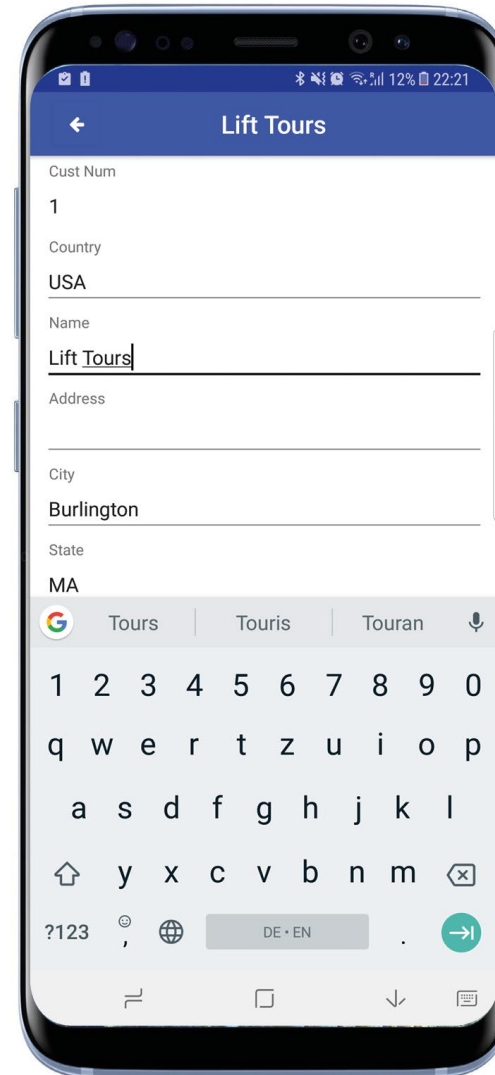 12% 22:21
Lift Tours
Cust Num
1
Country
USA
Name
Lift Tours
Address
City
Burlington
State
MA
G Tours Touris Touran
1 2 3 4 5 6 7 8 9 0
q w e r t z u i o p
a s d f g h j k l
y x c v b n m
?123 , DE • EN .